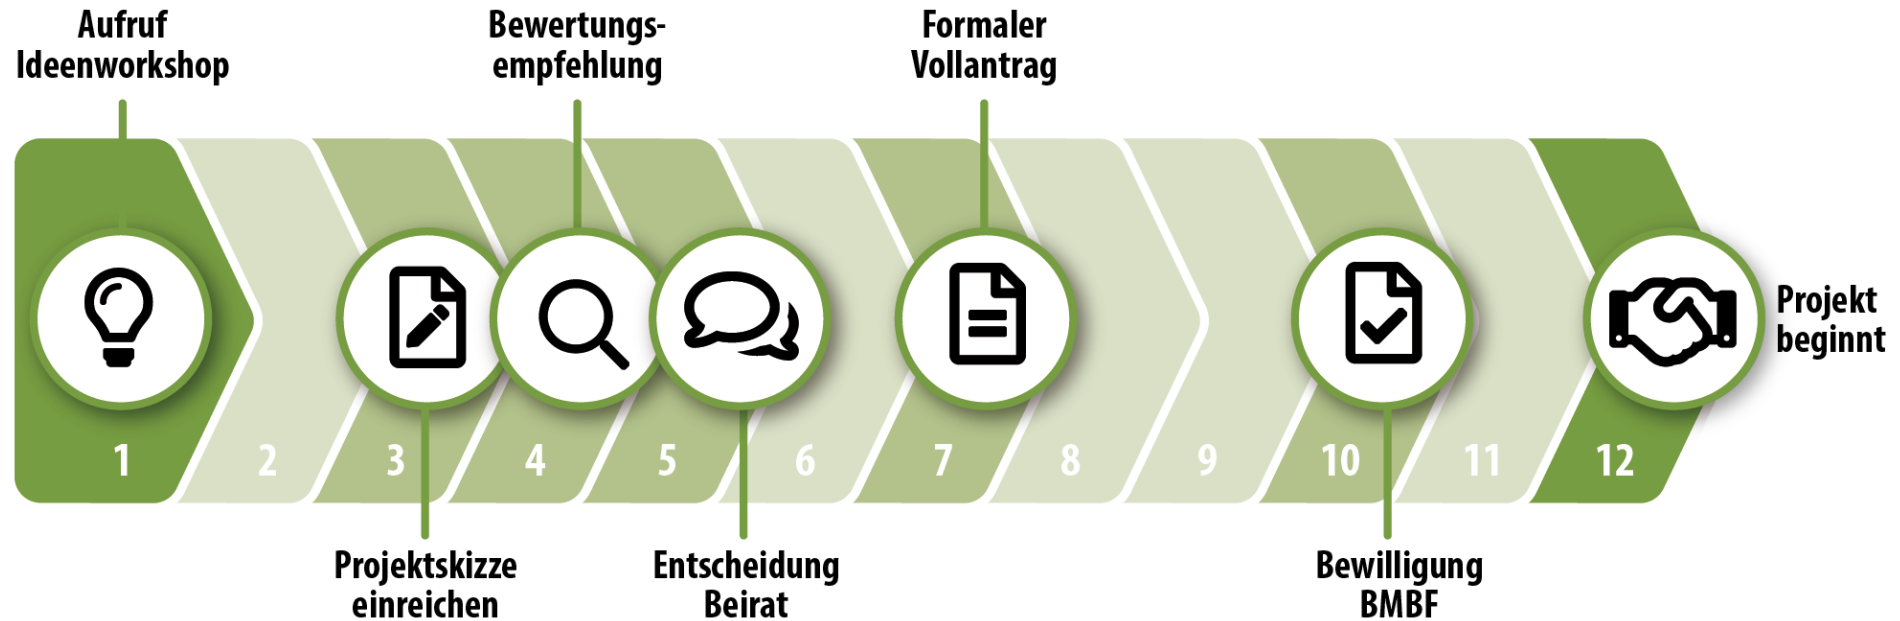 Aufruf
Ideenworkshop
Bewertungs-
empfehlung
Formaler
Vollantrag
Projekt
beginnt
1 2 3 4 5 6 7 8 9 10 11 12
Projektskizze
einreichen
Entscheidung
Beirat
Bewilligung
BMBF